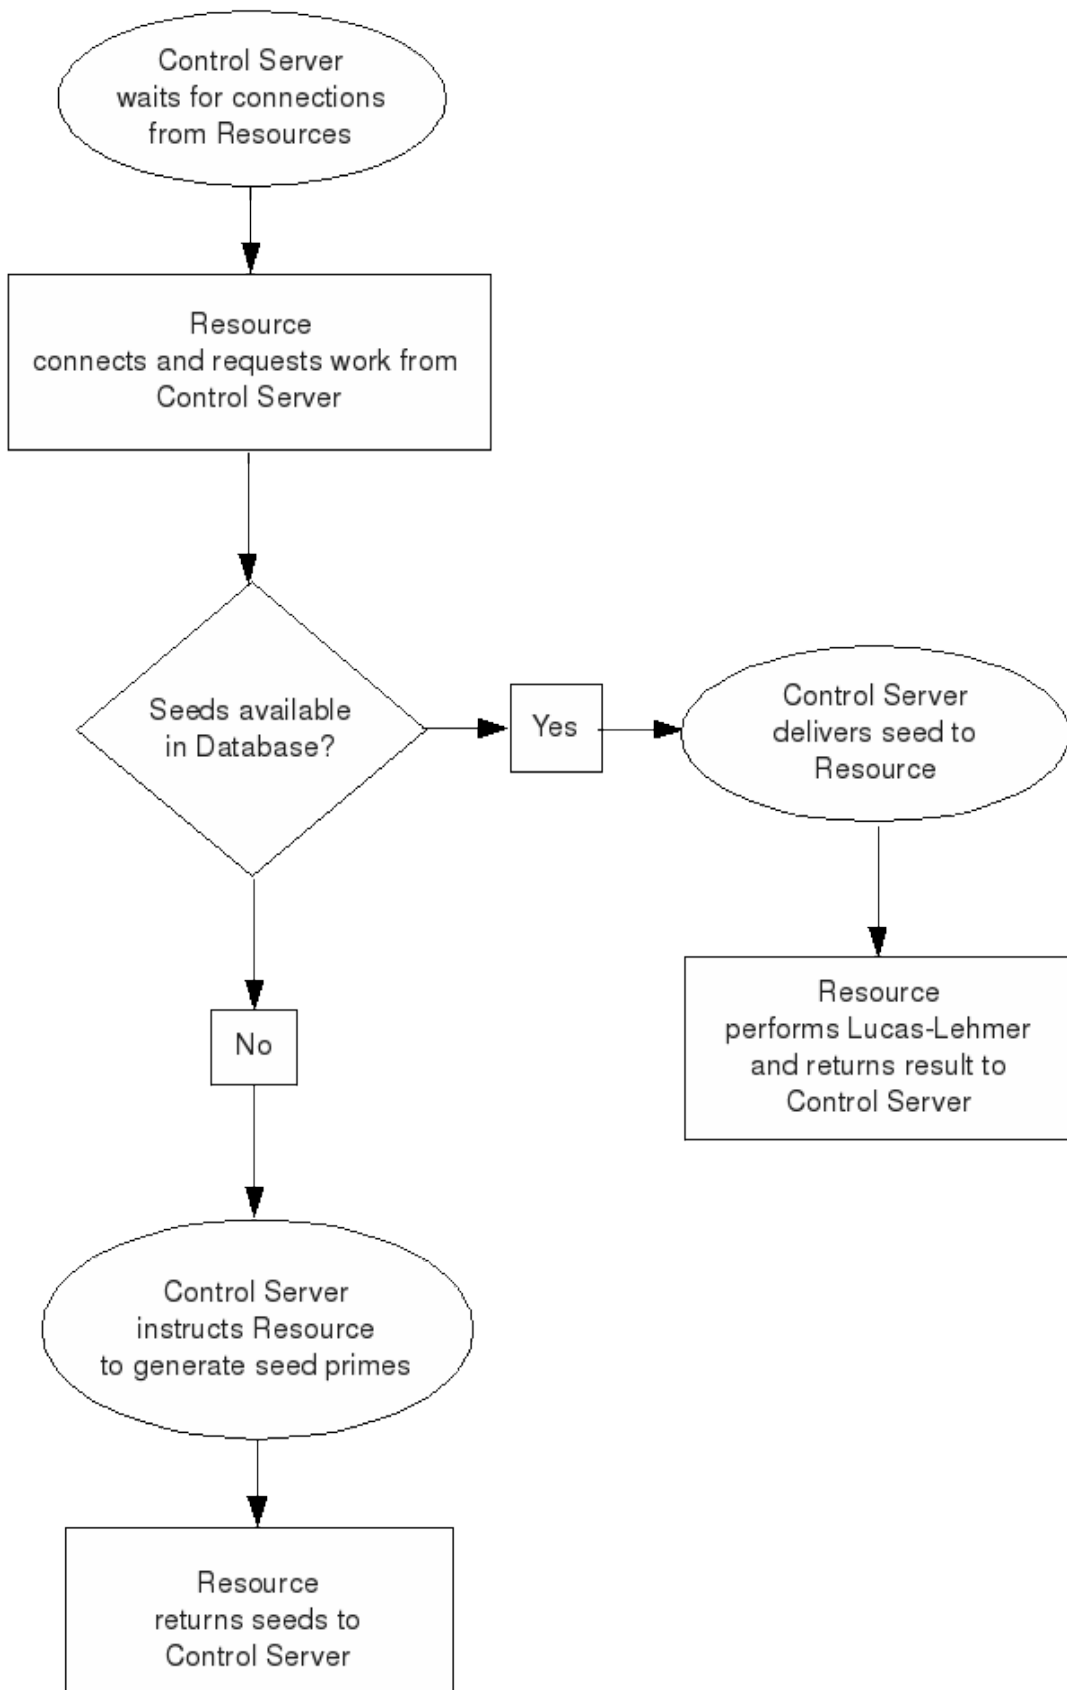 Control Server
waits for connections
from Resources
Resource
connects and requests work from
Control Server
Seeds available
in Database?
Yes
Control Server
delivers seed to
Resource
Resource
performs Lucas-Lehmer
and returns result to
Control Server
No
Control Server
instructs Resource
to generate seed primes
Resource
returns seeds to
Control Server